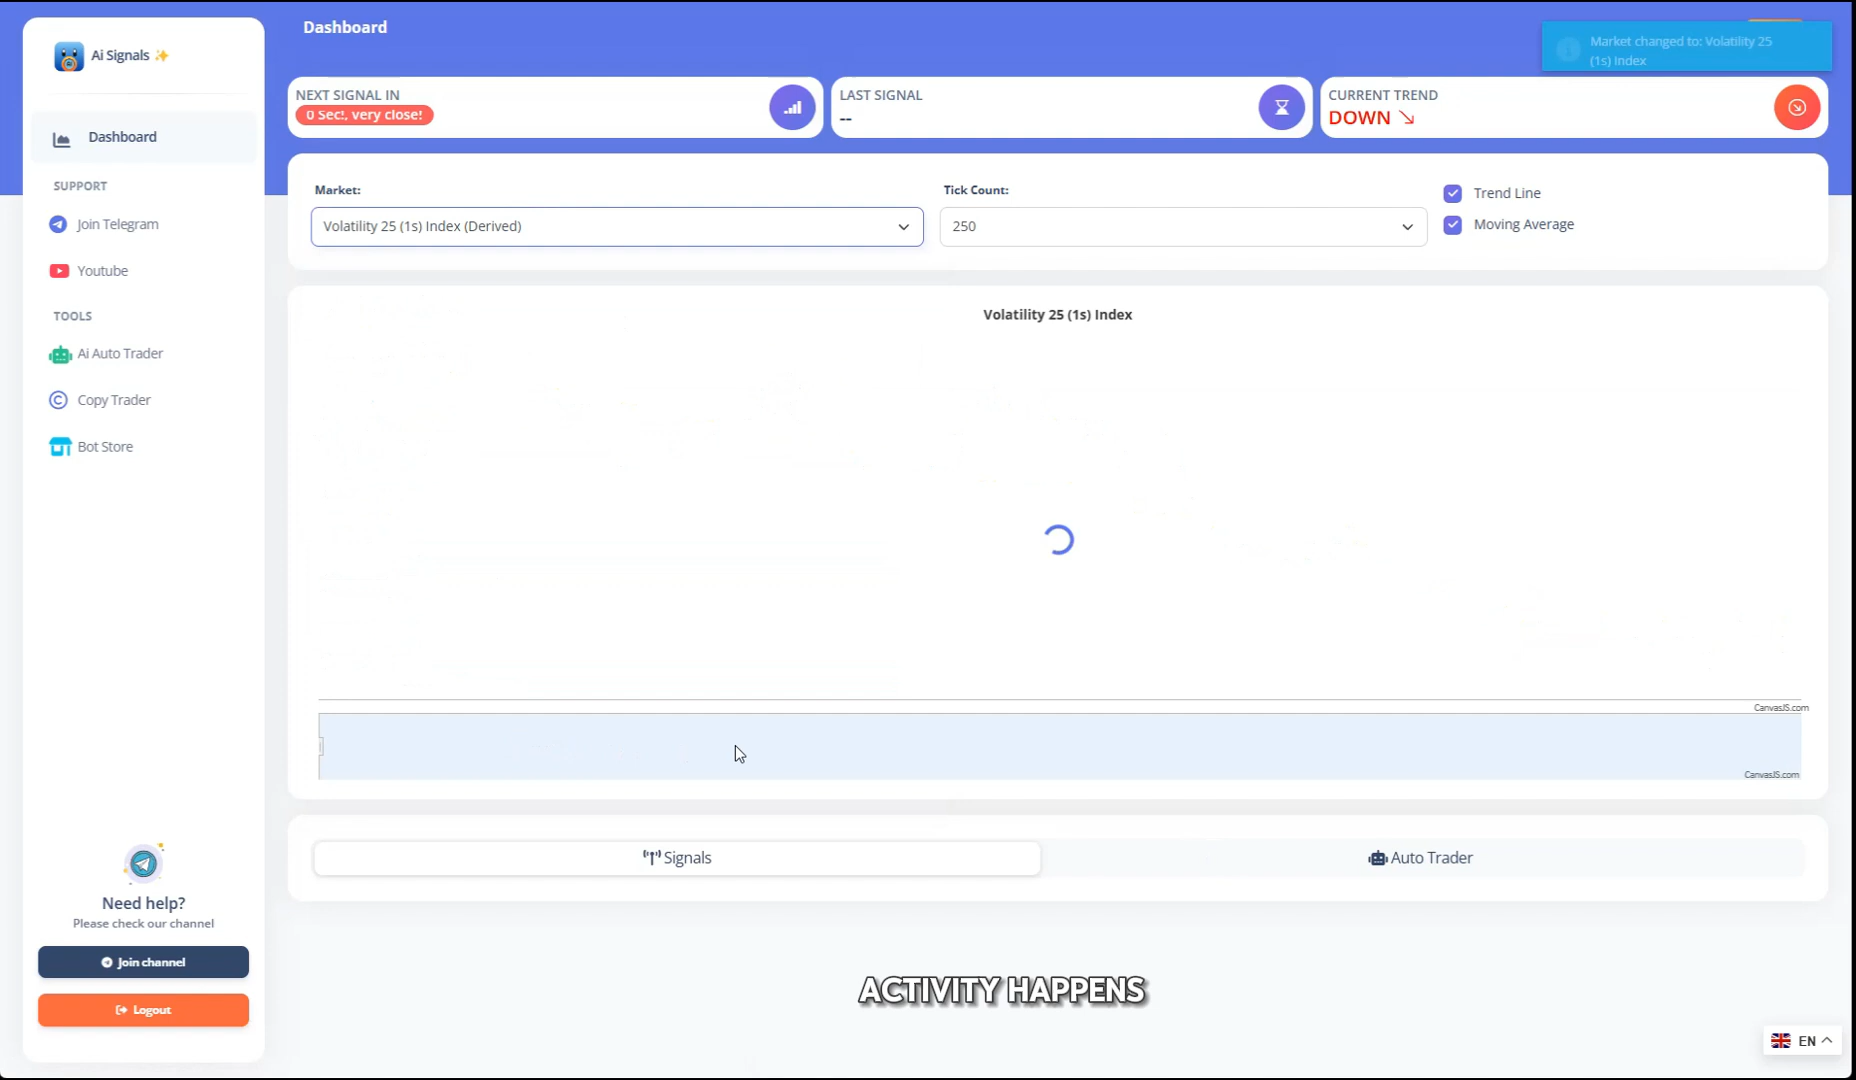 Ai Signals ✨
Dashboard
SUPPORT
Join Telegram
Youtube
TOOLS
Ai Auto Trader
Copy Trader
Bot Store
Need help?
Please check our channel
Join channel
Logout
Dashboard
Market changed to: Volatility 25
(1s) Index
NEXT SIGNAL IN
0 Sec!, very close!
LAST SIGNAL
--
CURRENT TREND
DOWN ↘
Market:
Volatility 25 (1s) Index (Derived)
Tick Count:
250
Trend Line
Moving Average
Volatility 25 (1s) Index
CanvasJS.com
CanvasJS.com
Signals
Auto Trader
ACTIVITY HAPPENS
EN